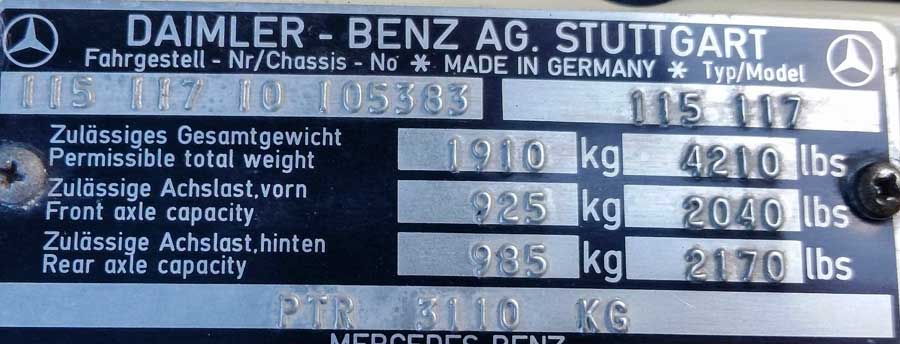 DAIMLER - BENZ AG. STUTTGART
Fahrgestell - Nr/Chassis - No * MADE IN GERMANY * Typ/Model
115 117 10 105383 115 117
Zulässiges Gesamtgewicht
Permissible total weight 1910 kg 4210 lbs
Zulässige Achslast,vorn
Front axle capacity 925 kg 2040 lbs
Zulässige Achslast,hinten
Rear axle capacity 985 kg 2170 lbs
PTR 3110 KG
MERCEDES BENZ